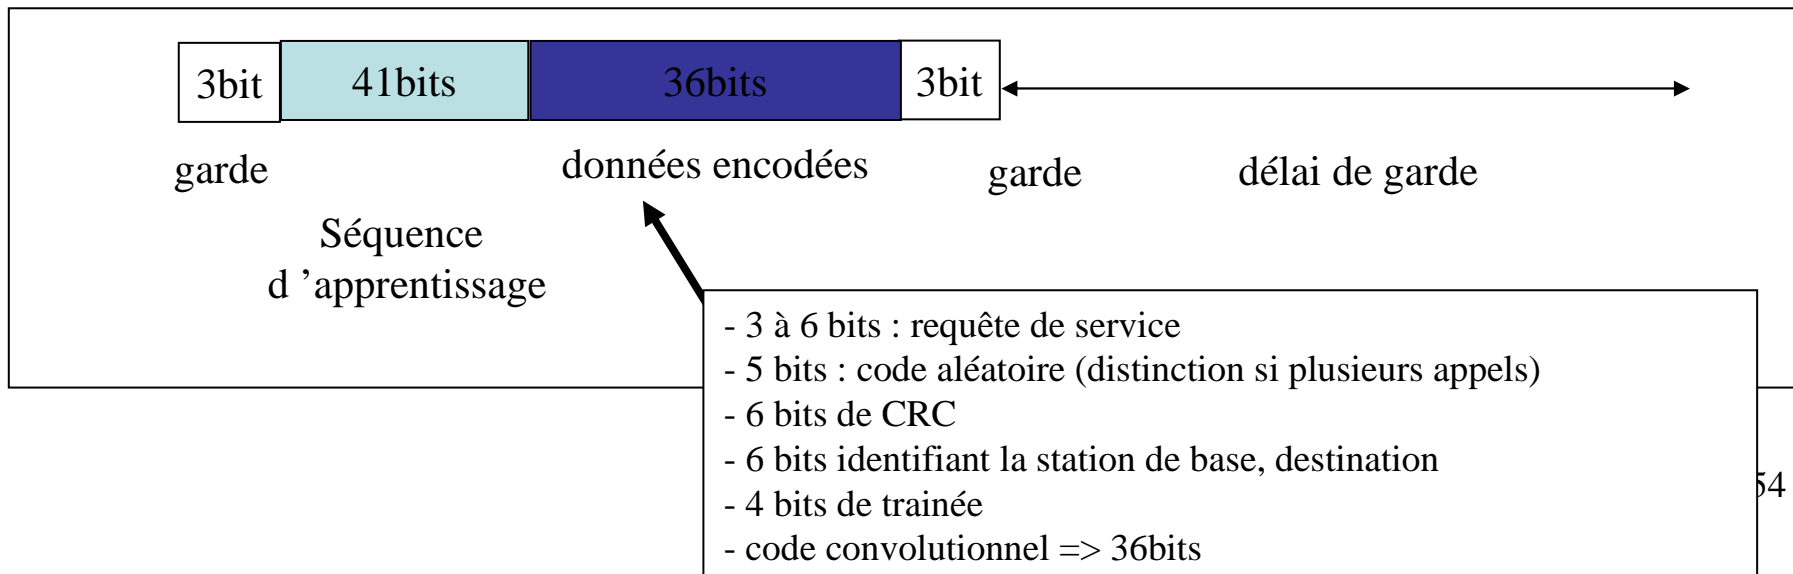 3bit 41bits 36bits 3bit
garde données encodées garde délai de garde
Séquence
d ’apprentissage
- 3 à 6 bits : requête de service
- 5 bits : code aléatoire (distinction si plusieurs appels)
- 6 bits de CRC
- 6 bits identifiant la station de base, destination
- 4 bits de trainée
- code convolutionnel => 36bits
54